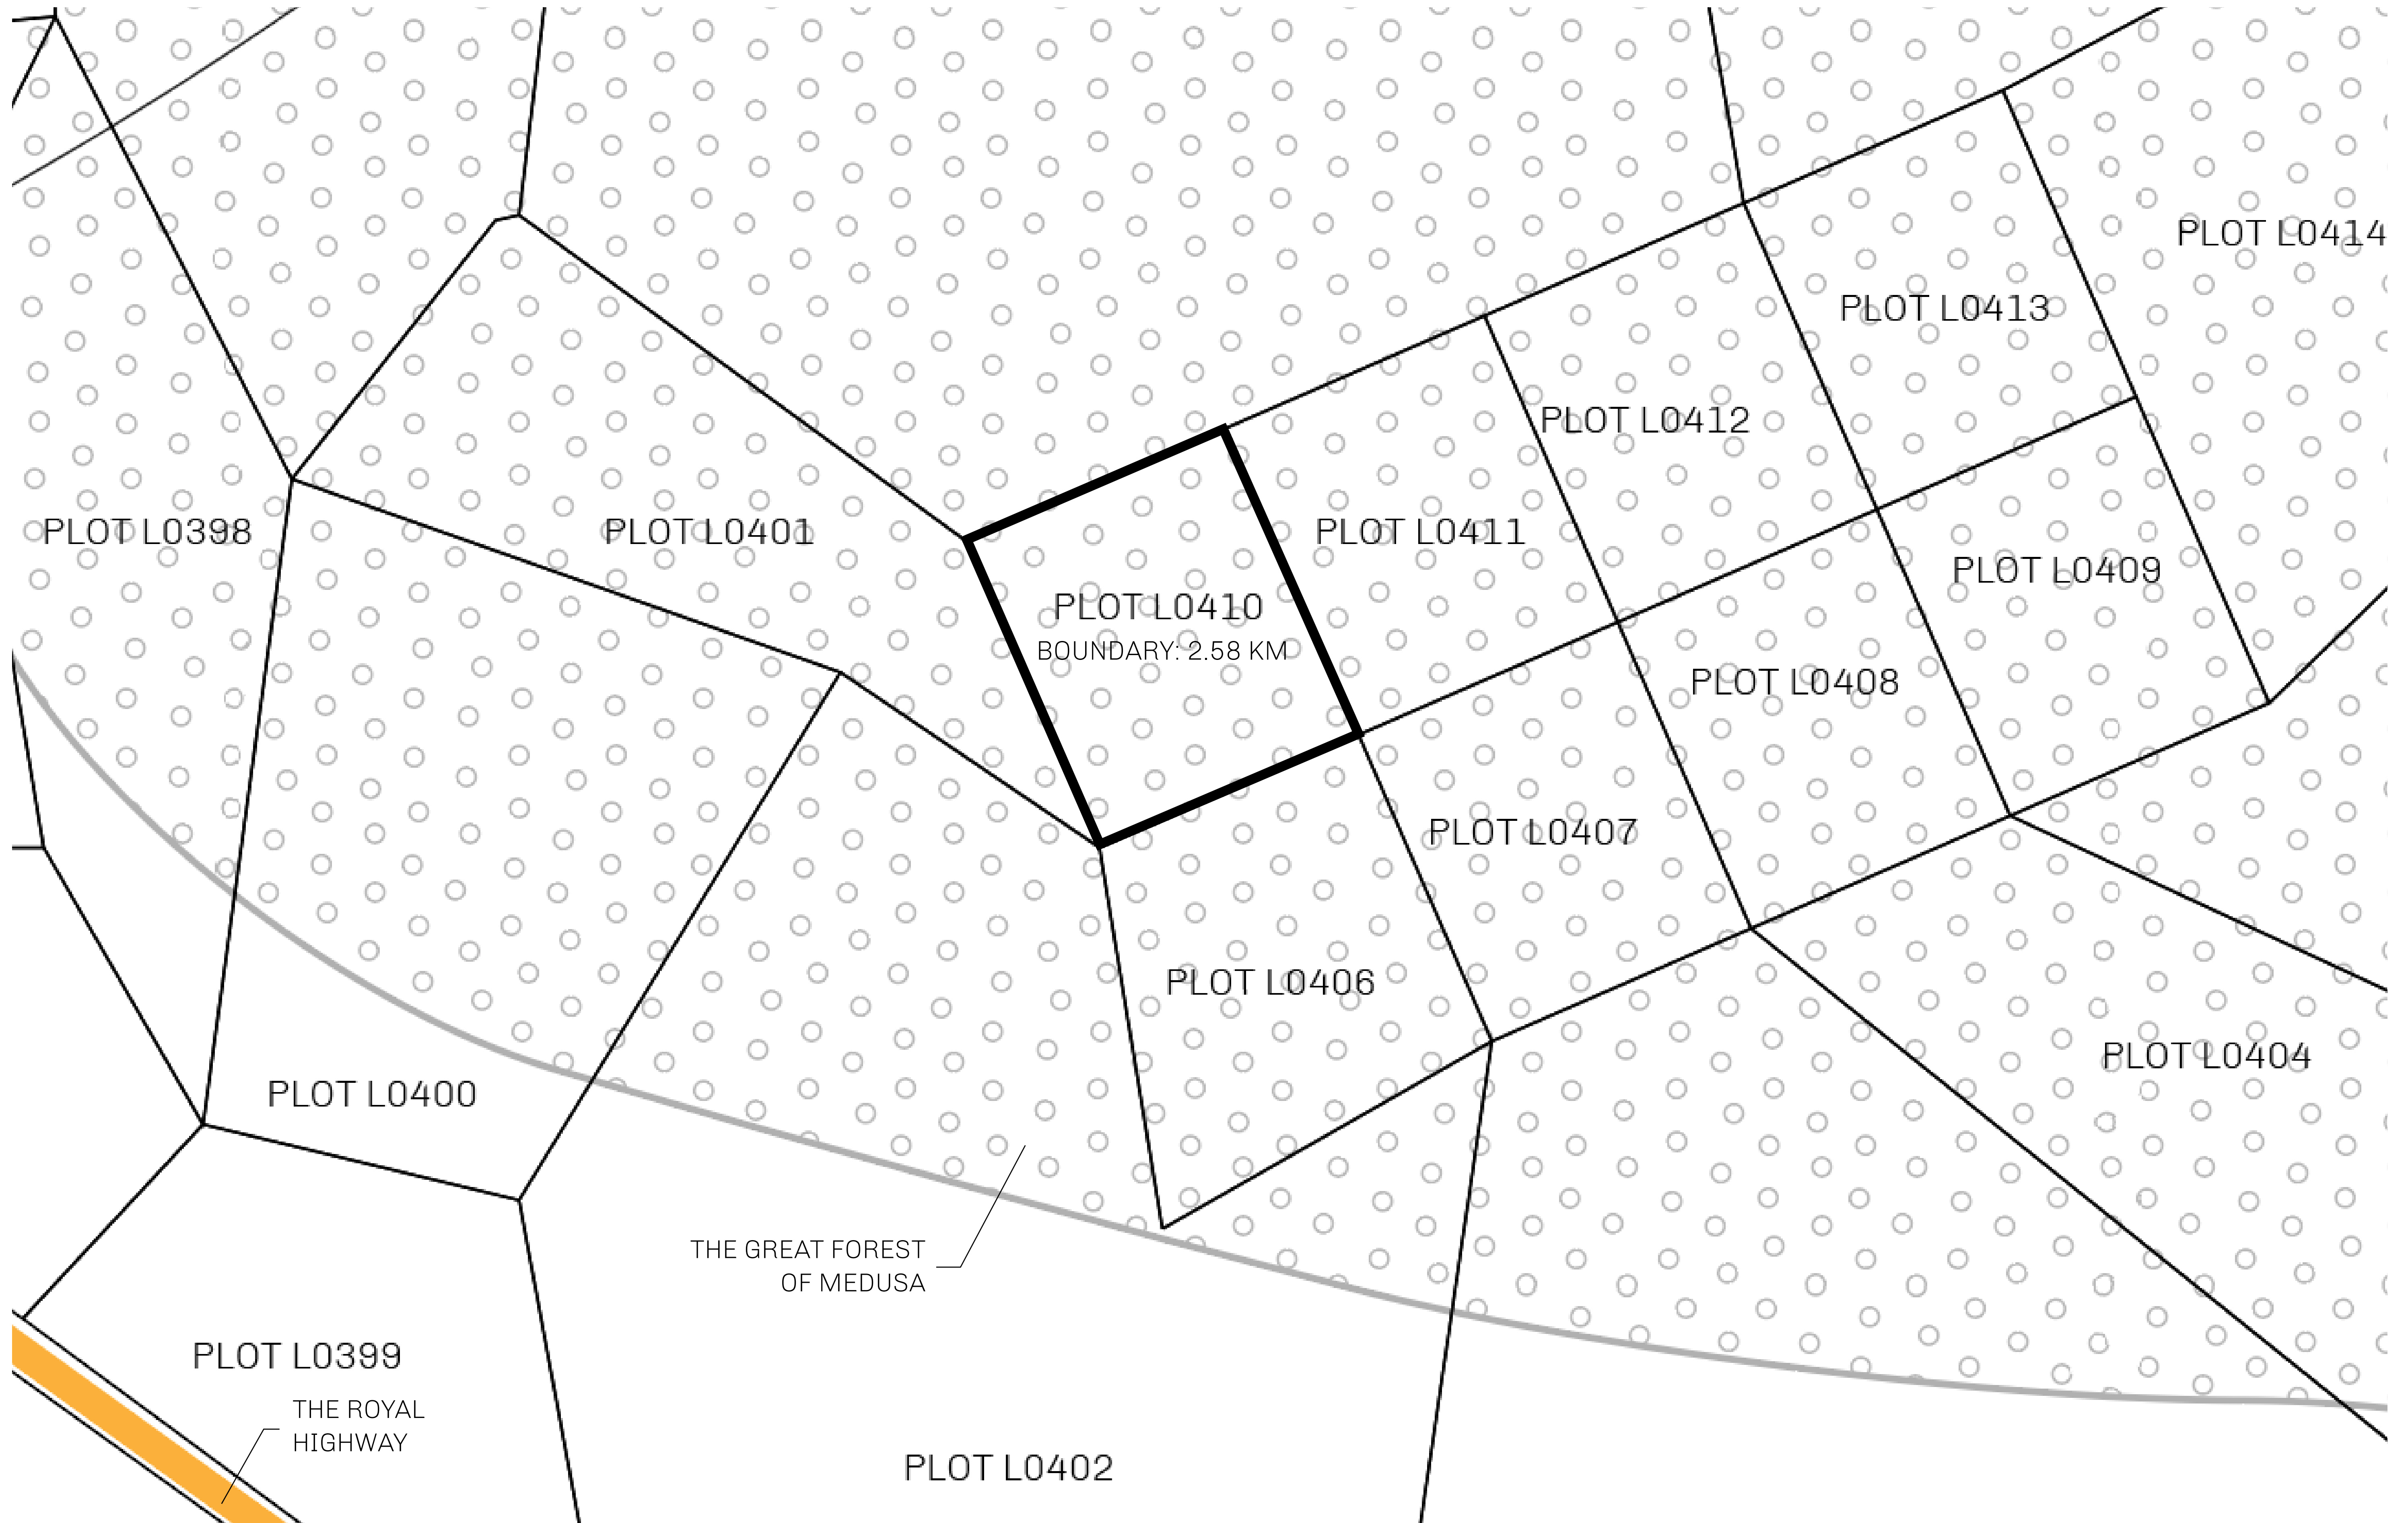 PLOT L0414
PLOT L0413
PLOT L0412
PLOT L0398
PLOT L0401
PLOT L0411
PLOT L0409
PLOT L0410
BOUNDARY: 2.58 KM
PLOT L0408
PLOT L0407
PLOT L0406
PLOT L0404
PLOT L0400
THE GREAT FOREST
OF MEDUSA
PLOT L0399
THE ROYAL
HIGHWAY
PLOT L0402